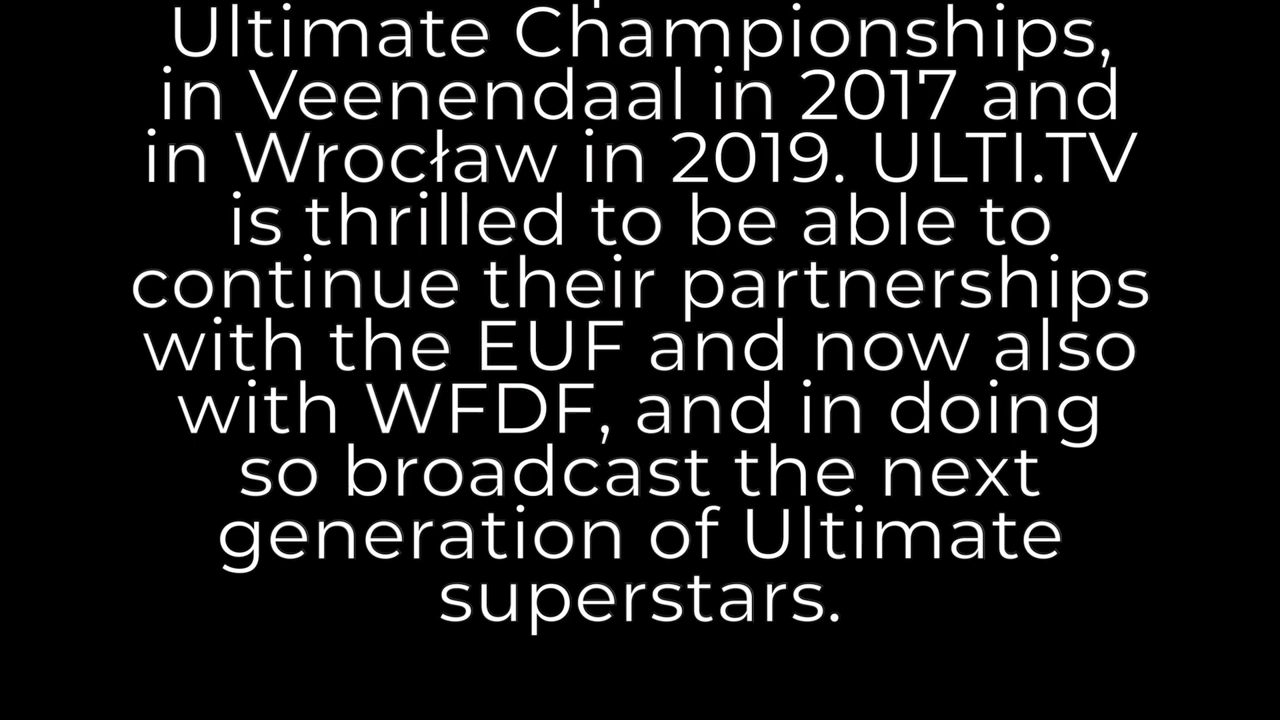 Ultimate Championships,
in Veenendaal in 2017 and
in Wrocław in 2019. ULTI.TV
is thrilled to be able to
continue their partnerships
with the EUF and now also
with WFDF, and in doing
so broadcast the next
generation of Ultimate
superstars.